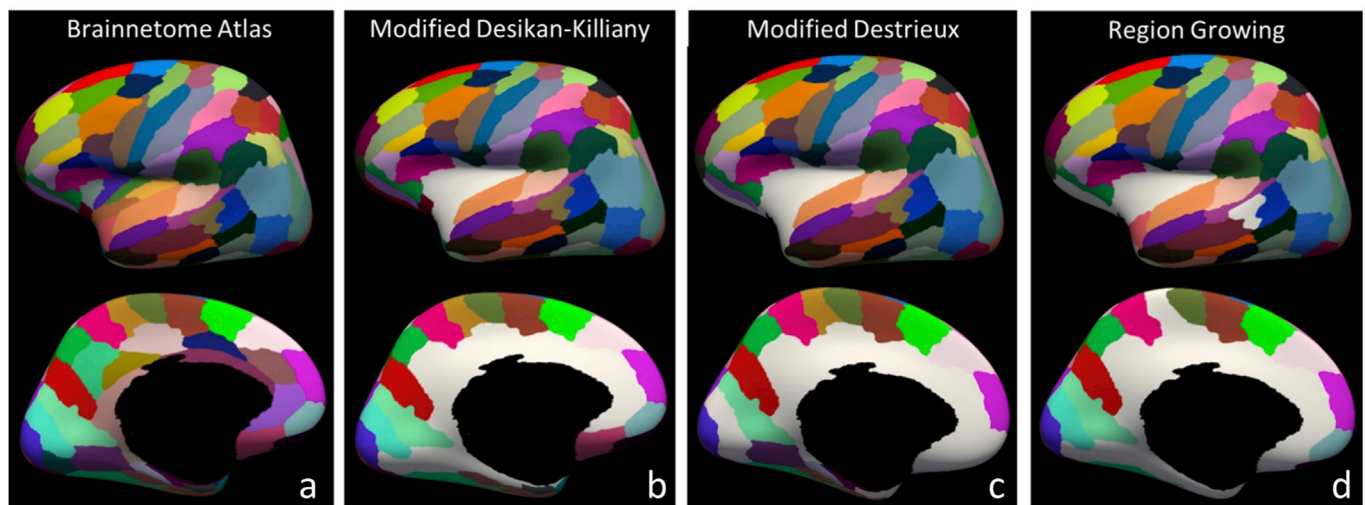 Brainnetome Atlas
Modified Desikan-Killiany
Modified Destrieux
Region Growing
a
b
c
d